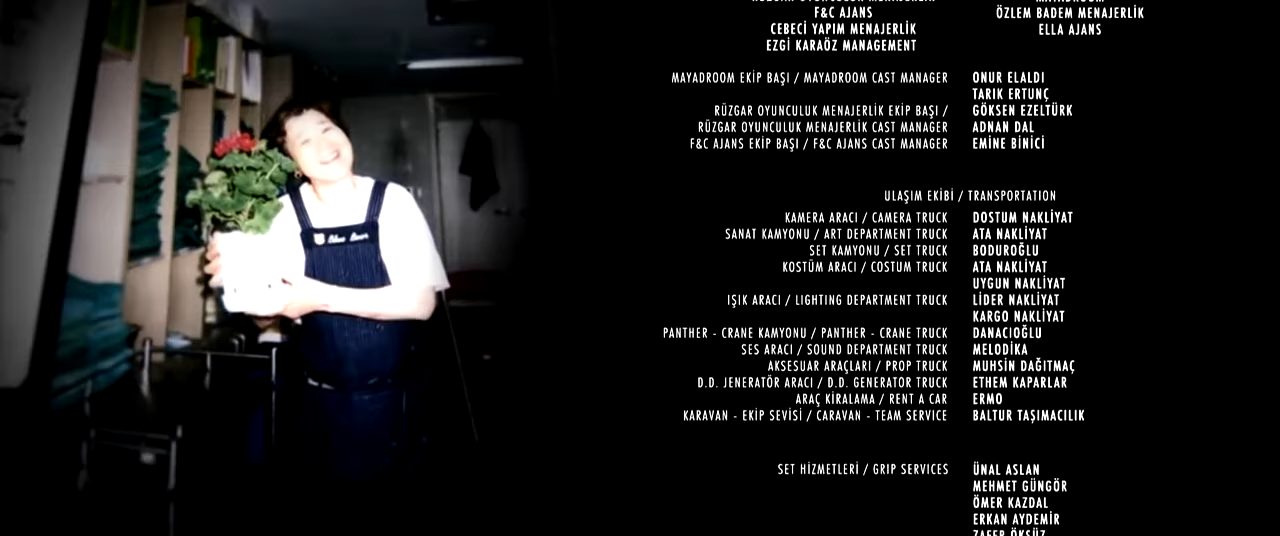 F&C AJANS
CEBECİ YAPIM MENAJERLİK
EZGİ KARAÖZ MANAGEMENT
ÖZLEM BADEM MENAJERLİK
ELLA AJANS
MAYADROOM EKİP BAŞI / MAYADROOM CAST MANAGER ONUR ELALDI
TARIK ERTUNÇ
RÜZGAR OYUNCULUK MENAJERLİK EKİP BAŞI / GÖKSEN EZELTÜRK
RÜZGAR OYUNCULUK MENAJERLİK CAST MANAGER ADNAN DAL
F&C AJANS EKİP BAŞI / F&C AJANS CAST MANAGER EMİNE BİNİCİ
ULAŞIM EKİBİ / TRANSPORTATION
KAMERA ARACI / CAMERA TRUCK DOSTUM NAKLİYAT
SANAT KAMYONU / ART DEPARTMENT TRUCK ATA NAKLİYAT
SET KAMYONU / SET TRUCK BODUROĞLU
KOSTÜM ARACI / COSTUM TRUCK ATA NAKLİYAT
UYGUN NAKLİYAT
IŞIK ARACI / LIGHTING DEPARTMENT TRUCK LİDER NAKLİYAT
KARGO NAKLİYAT
PANTHER - CRANE KAMYONU / PANTHER - CRANE TRUCK DANACIOĞLU
SES ARACI / SOUND DEPARTMENT TRUCK MELODİKA
AKSESUAR ARAÇLARI / PROP TRUCK MUHSİN DAĞITMAÇ
D.D. JENERATÖR ARACI / D.D. GENERATOR TRUCK ETHEM KAPARLAR
ARAÇ KİRALAMA / RENT A CAR ERMO
KARAVAN - EKİP SEVİSİ / CARAVAN - TEAM SERVICE BALTUR TAŞIMACILIK
SET HİZMETLERİ / GRIP SERVICES ÜNAL ASLAN
MEHMET GÜNGÖR
ÖMER KAZDAL
ERKAN AYDEMİR